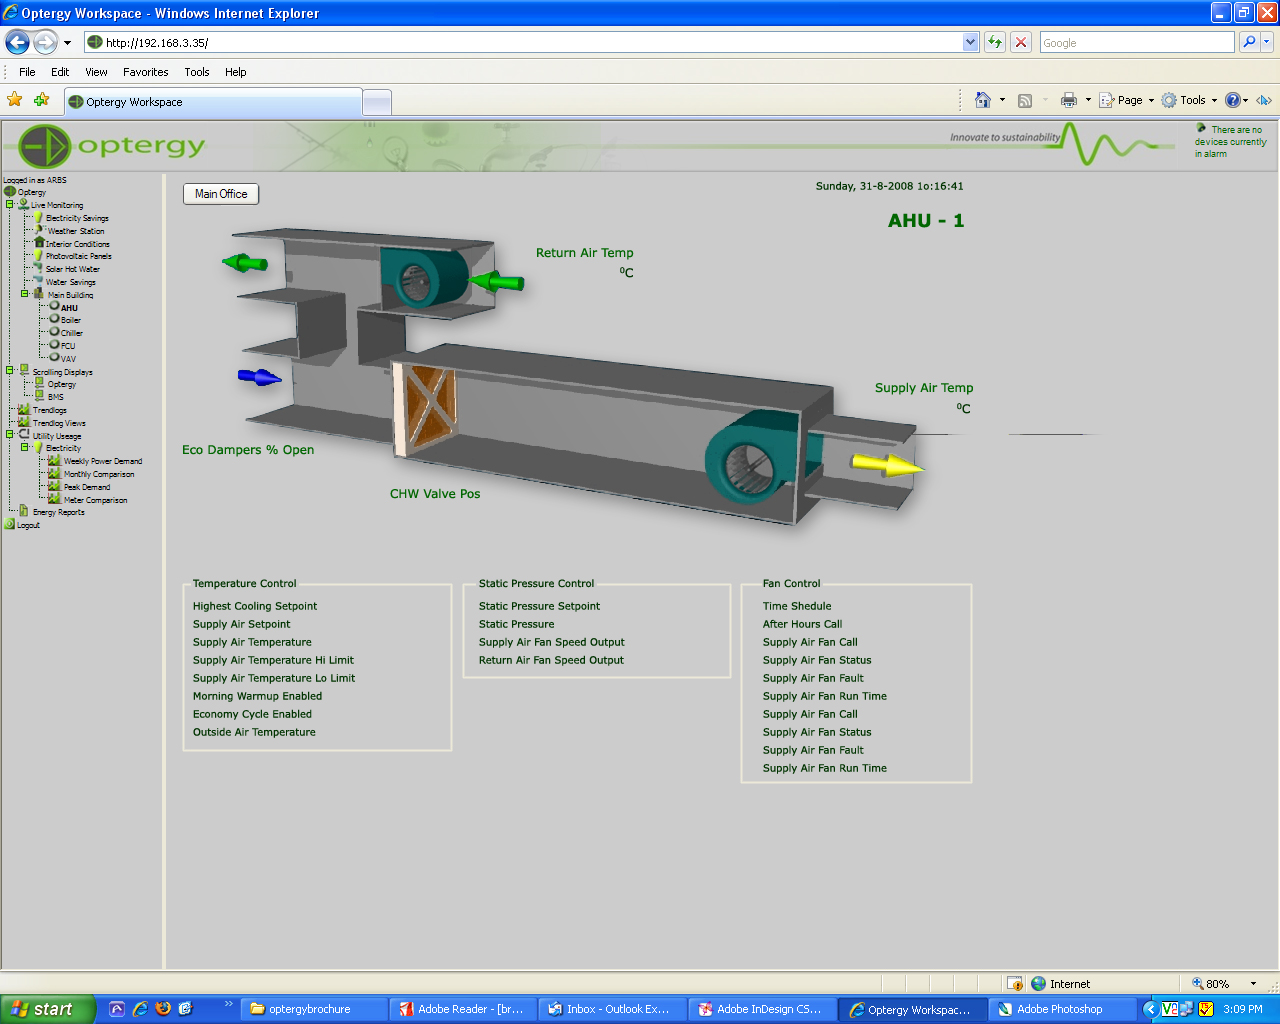 Optergy Workspace - Windows Internet Explorer
http://192.168.3.35/
Google
File Edit View Favorites Tools Help
Optergy Workspace
Page Tools
optergy
Innovate to sustainability
There are no
devices currently
in alarm
Logged in as ARBS
Optergy
Live Monitoring
Electricity Savings
Weather Station
Interior Conditions
Photovoltaic Panels
Solar Hot Water
Water Savings
Main Building
AHU
Boiler
Chiller
FCU
VAV
Scrolling Displays
Optergy
BMS
Trendlogs
Trendlog Views
Utility Useage
Electricity
Weekly Power Demand
Monthly Comparison
Peak Demand
Meter Comparison
Energy Reports
Logout
Main Office
Sunday, 31-8-2008 1o:16:41
AHU - 1
Return Air Temp
⁰C
Supply Air Temp
⁰C
Eco Dampers % Open
CHW Valve Pos
Temperature Control
Highest Cooling Setpoint
Supply Air Setpoint
Supply Air Temperature
Supply Air Temperature Hi Limit
Supply Air Temperature Lo Limit
Morning Warmup Enabled
Economy Cycle Enabled
Outside Air Temperature
Static Pressure Control
Static Pressure Setpoint
Static Pressure
Supply Air Fan Speed Output
Return Air Fan Speed Output
Fan Control
Time Shedule
After Hours Call
Supply Air Fan Call
Supply Air Fan Status
Supply Air Fan Fault
Supply Air Fan Run Time
Supply Air Fan Call
Supply Air Fan Status
Supply Air Fan Fault
Supply Air Fan Run Time
Internet
80%
start
optergybrochure
Adobe Reader - [br...
Inbox - Outlook Ex...
Adobe InDesign CS...
Optergy Workspac...
Adobe Photoshop
3:09 PM